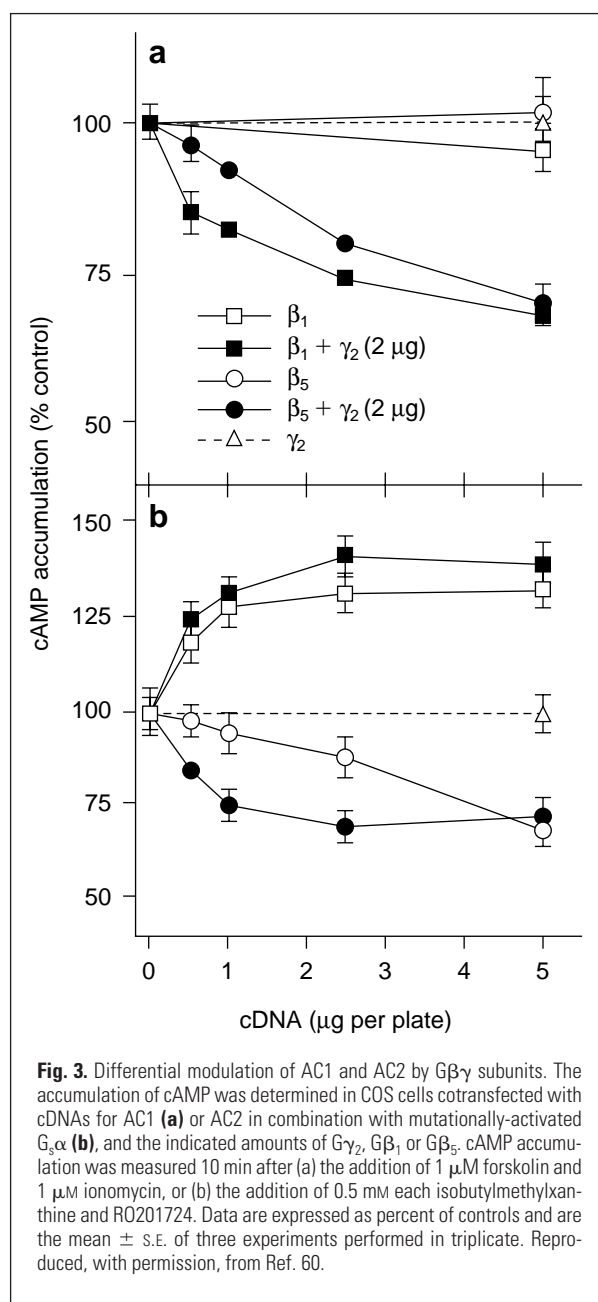 a
100
75
50
β1
β1 + γ2 (2 μg)
β5
β5 + γ2 (2 μg)
γ2
cAMP accumulation (% control)
b
150
125
100
75
50
0 1 2 3 4 5
cDNA (μg per plate)
Fig. 3. Differential modulation of AC1 and AC2 by Gβγ subunits. The
accumulation of cAMP was determined in COS cells cotransfected with
cDNAs for AC1 (a) or AC2 in combination with mutationally-activated
Gsα (b), and the indicated amounts of Gγ2, Gβ1 or Gβ5. cAMP accumu-
lation was measured 10 min after (a) the addition of 1 μM forskolin and
1 μM ionomycin, or (b) the addition of 0.5 mM each isobutylmethylxan-
thine and RO201724. Data are expressed as percent of controls and are
the mean ± S.E. of three experiments performed in triplicate. Repro-
duced, with permission, from Ref. 60.